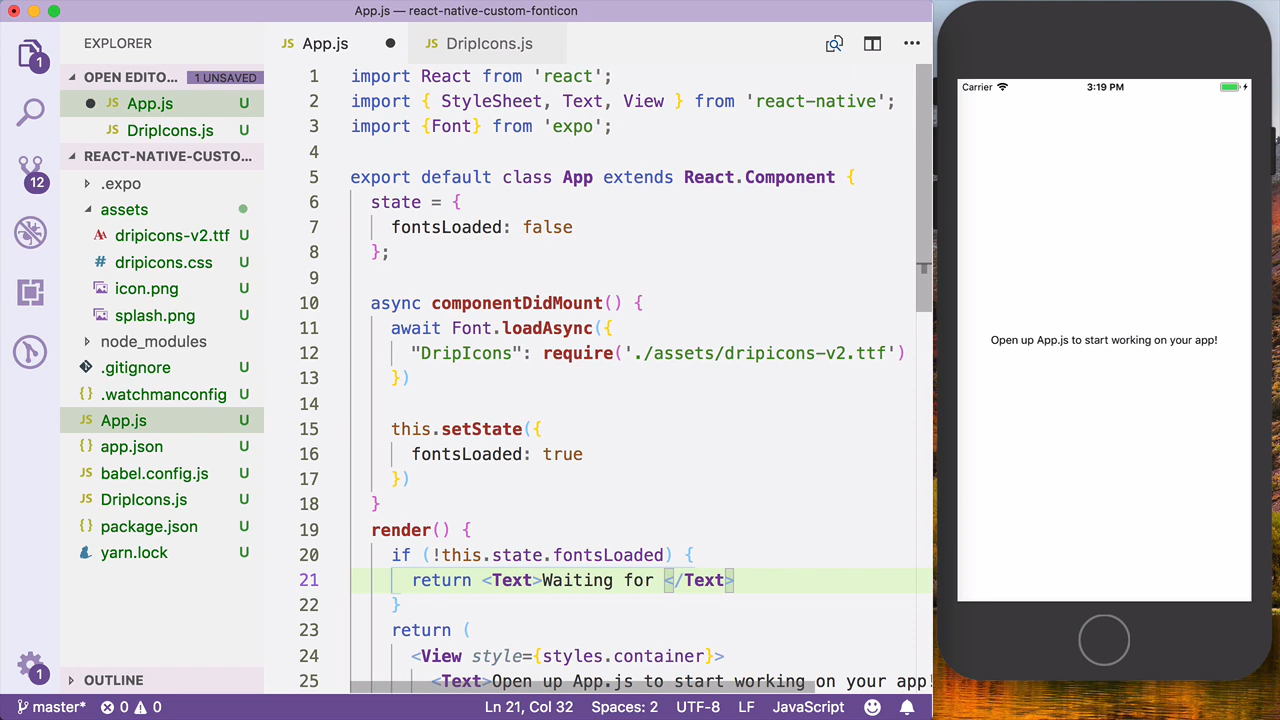 App.js — react-native-custom-fonticon
EXPLORER
OPEN EDITO... 1 UNSAVED
App.js U
DripIcons.js U
REACT-NATIVE-CUSTO...
.expo
assets
dripicons-v2.ttf U
dripicons.css U
icon.png U
splash.png U
node_modules
.gitignore U
.watchmanconfig U
App.js U
app.json U
babel.config.js U
DripIcons.js U
package.json U
yarn.lock U
OUTLINE
1
12
1
JS App.js
JS DripIcons.js
1 import React from 'react';
2 import { StyleSheet, Text, View } from 'react-native';
3 import {Font} from 'expo';
4
5 export default class App extends React.Component {
6 state = {
7 fontsLoaded: false
8 };
9
10 async componentDidMount() {
11 await Font.loadAsync({
12 "DripIcons": require('./assets/dripicons-v2.ttf')
13 })
14
15 this.setState({
16 fontsLoaded: true
17 })
18 }
19 render() {
20 if (!this.state.fontsLoaded) {
21 return <Text>Waiting for </Text>
22 }
23 return (
24 <View style={styles.container}>
25 <Text>Open up App.js to start working on your app!
master* 0 0
Ln 21, Col 32 Spaces: 2 UTF-8 LF JavaScript
Carrier 3:19 PM
Open up App.js to start working on your app!